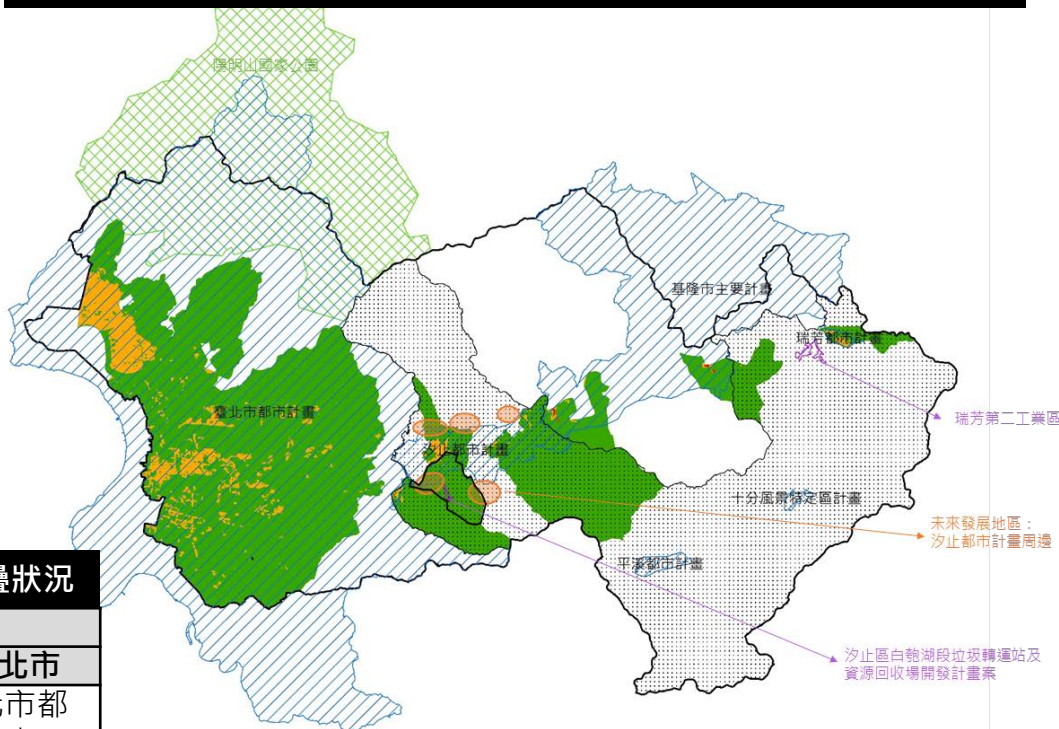 陽明山國家公園
基隆市主要計畫
瑞芳都市計畫
臺北市都市計畫
瑞芳第二工業區
汐止都市計畫
十分風景特定區計畫
未來發展地區：
汐止都市計畫周邊
平溪都市計畫
汐止區白匏湖段垃圾轉運站及
資源回收場開發計畫案
疊狀況
北市
北市都